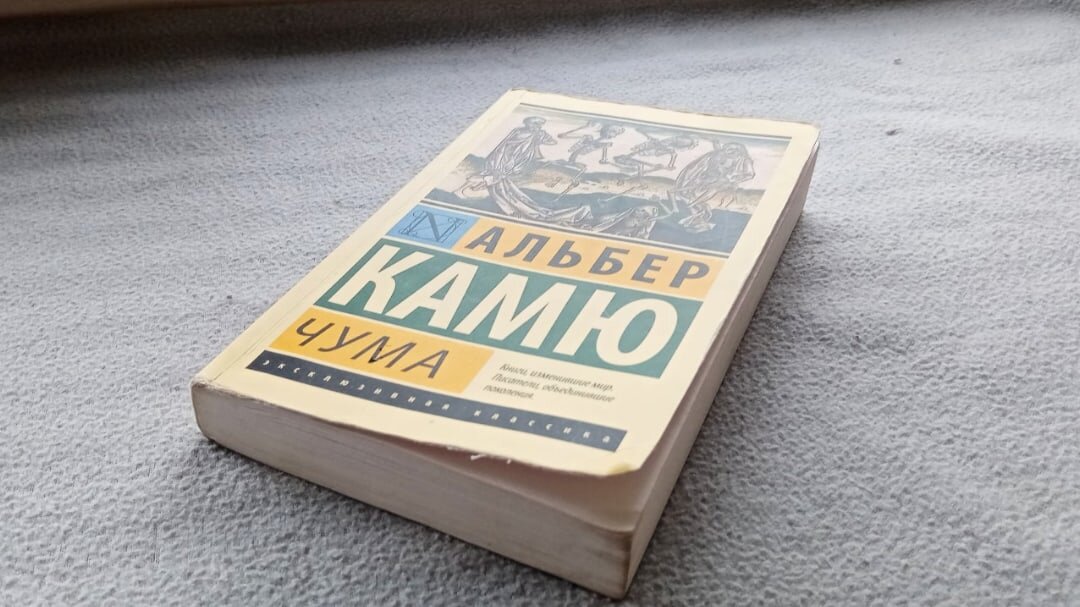 N
АЛЬБЕР
КАМЮ
ЧУМА
Книги, изменившие мир.
Писатели, объединившие
поколения.
ЭКСКЛЮЗИВНАЯ КЛАССИКА